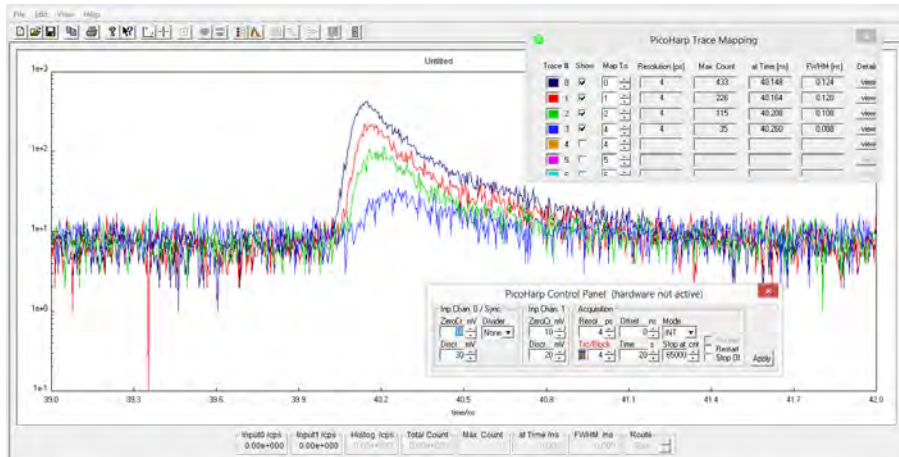 File Edit View Help
Untitled
PicoHarp Trace Mapping
Trace # Show Map To Resolution [ps] Max. Count at Time [ns] FWHM [ns] Detail
0 0 4 433 40.148 0.124 view
1 1 4 226 40.164 0.120 view
2 2 4 115 40.208 0.108 view
3 4 4 35 40.260 0.088 view
4 4 view
5 5
1e+3
1e+2
1e+1
1e+0
1e-1
39.0 39.3 39.6 39.9 40.2 40.5 40.8 41.1 41.4 41.7 42.0
time/ns
PicoHarp Control Panel (hardware not active)
Inp.Chan. 0 / Sync Inp.Chan. 1 Acquisition
ZeroCr. mV Divider ZeroCr. mV Resol. ps Offset ns Mode
None 10 4 0 INT
Discr. mV Discr. mV Trc/Block Time s Stop at cnt Restart
20 4 20 65000 Stop Of
Apply
Input0 /cps Input1 /cps Histog. /cps Total Count Max. Count at Time /ns FWHM /ns Route
0.00e+000 0.00e+000